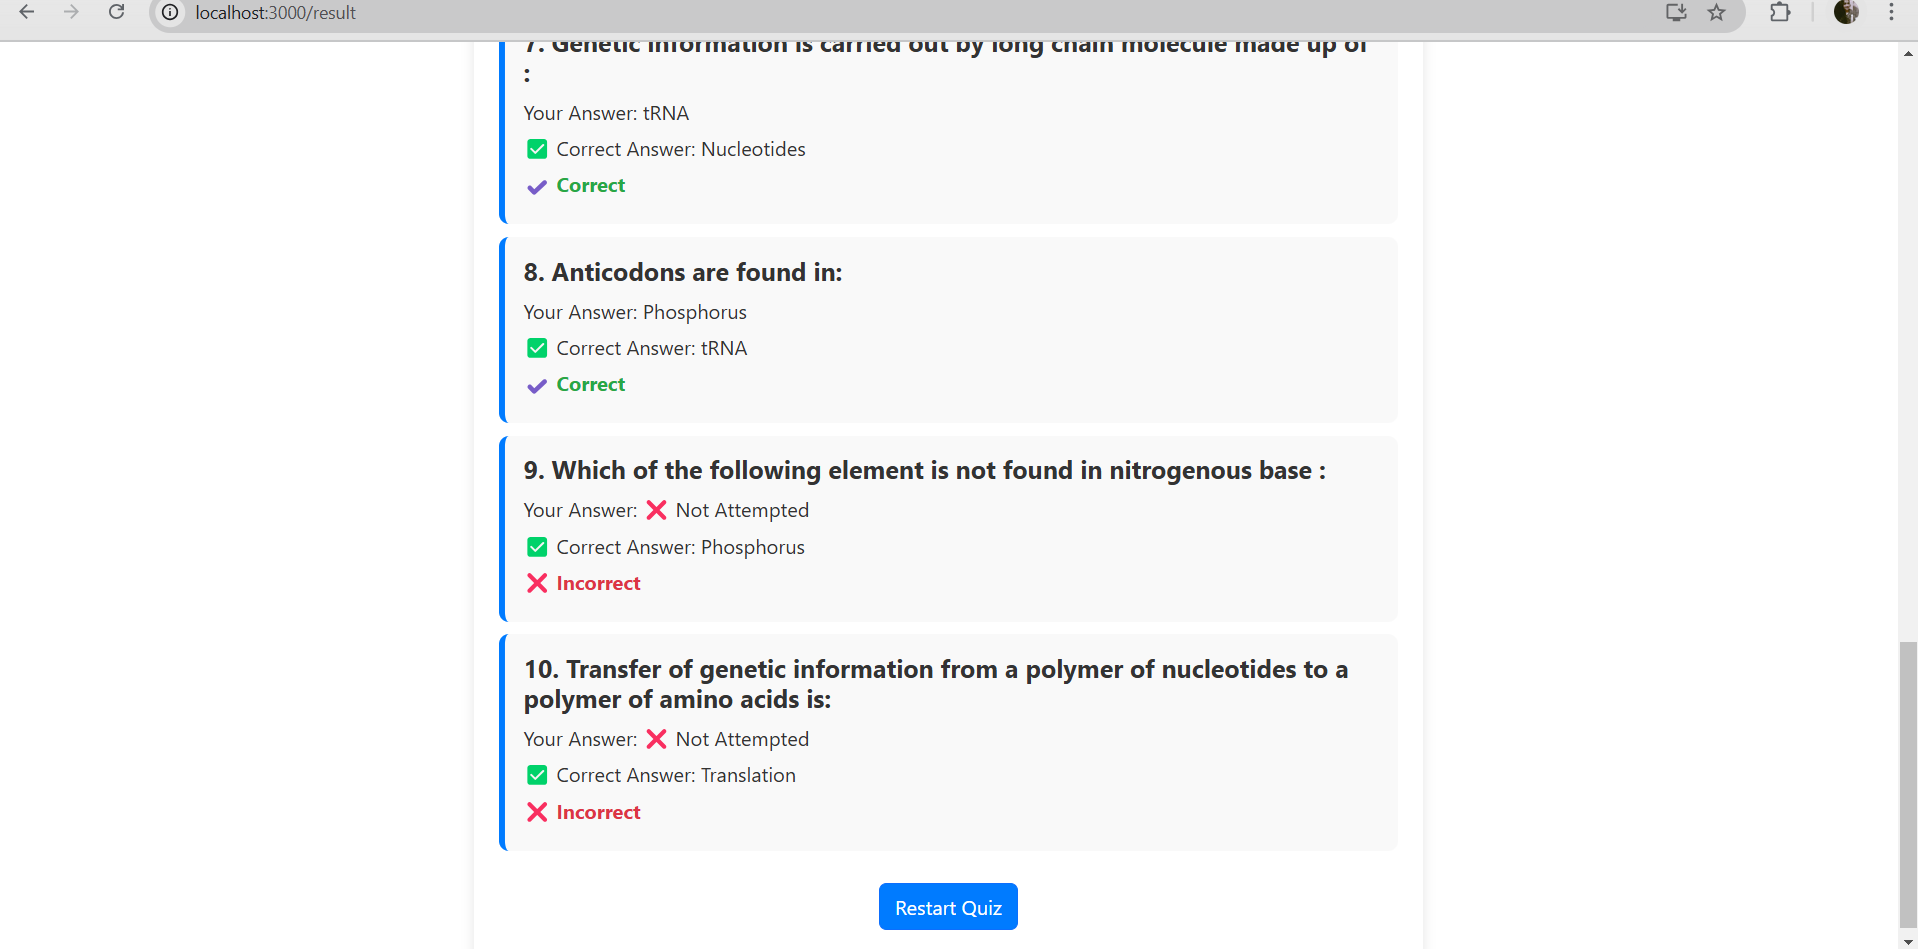 localhost:3000/result
7. Genetic information is carried out by long chain molecule made up of
:
Your Answer: tRNA
✅ Correct Answer: Nucleotides
✔ Correct
8. Anticodons are found in:
Your Answer: Phosphorus
✅ Correct Answer: tRNA
✔ Correct
9. Which of the following element is not found in nitrogenous base :
Your Answer: ❌ Not Attempted
✅ Correct Answer: Phosphorus
❌ Incorrect
10. Transfer of genetic information from a polymer of nucleotides to a
polymer of amino acids is:
Your Answer: ❌ Not Attempted
✅ Correct Answer: Translation
❌ Incorrect
Restart Quiz